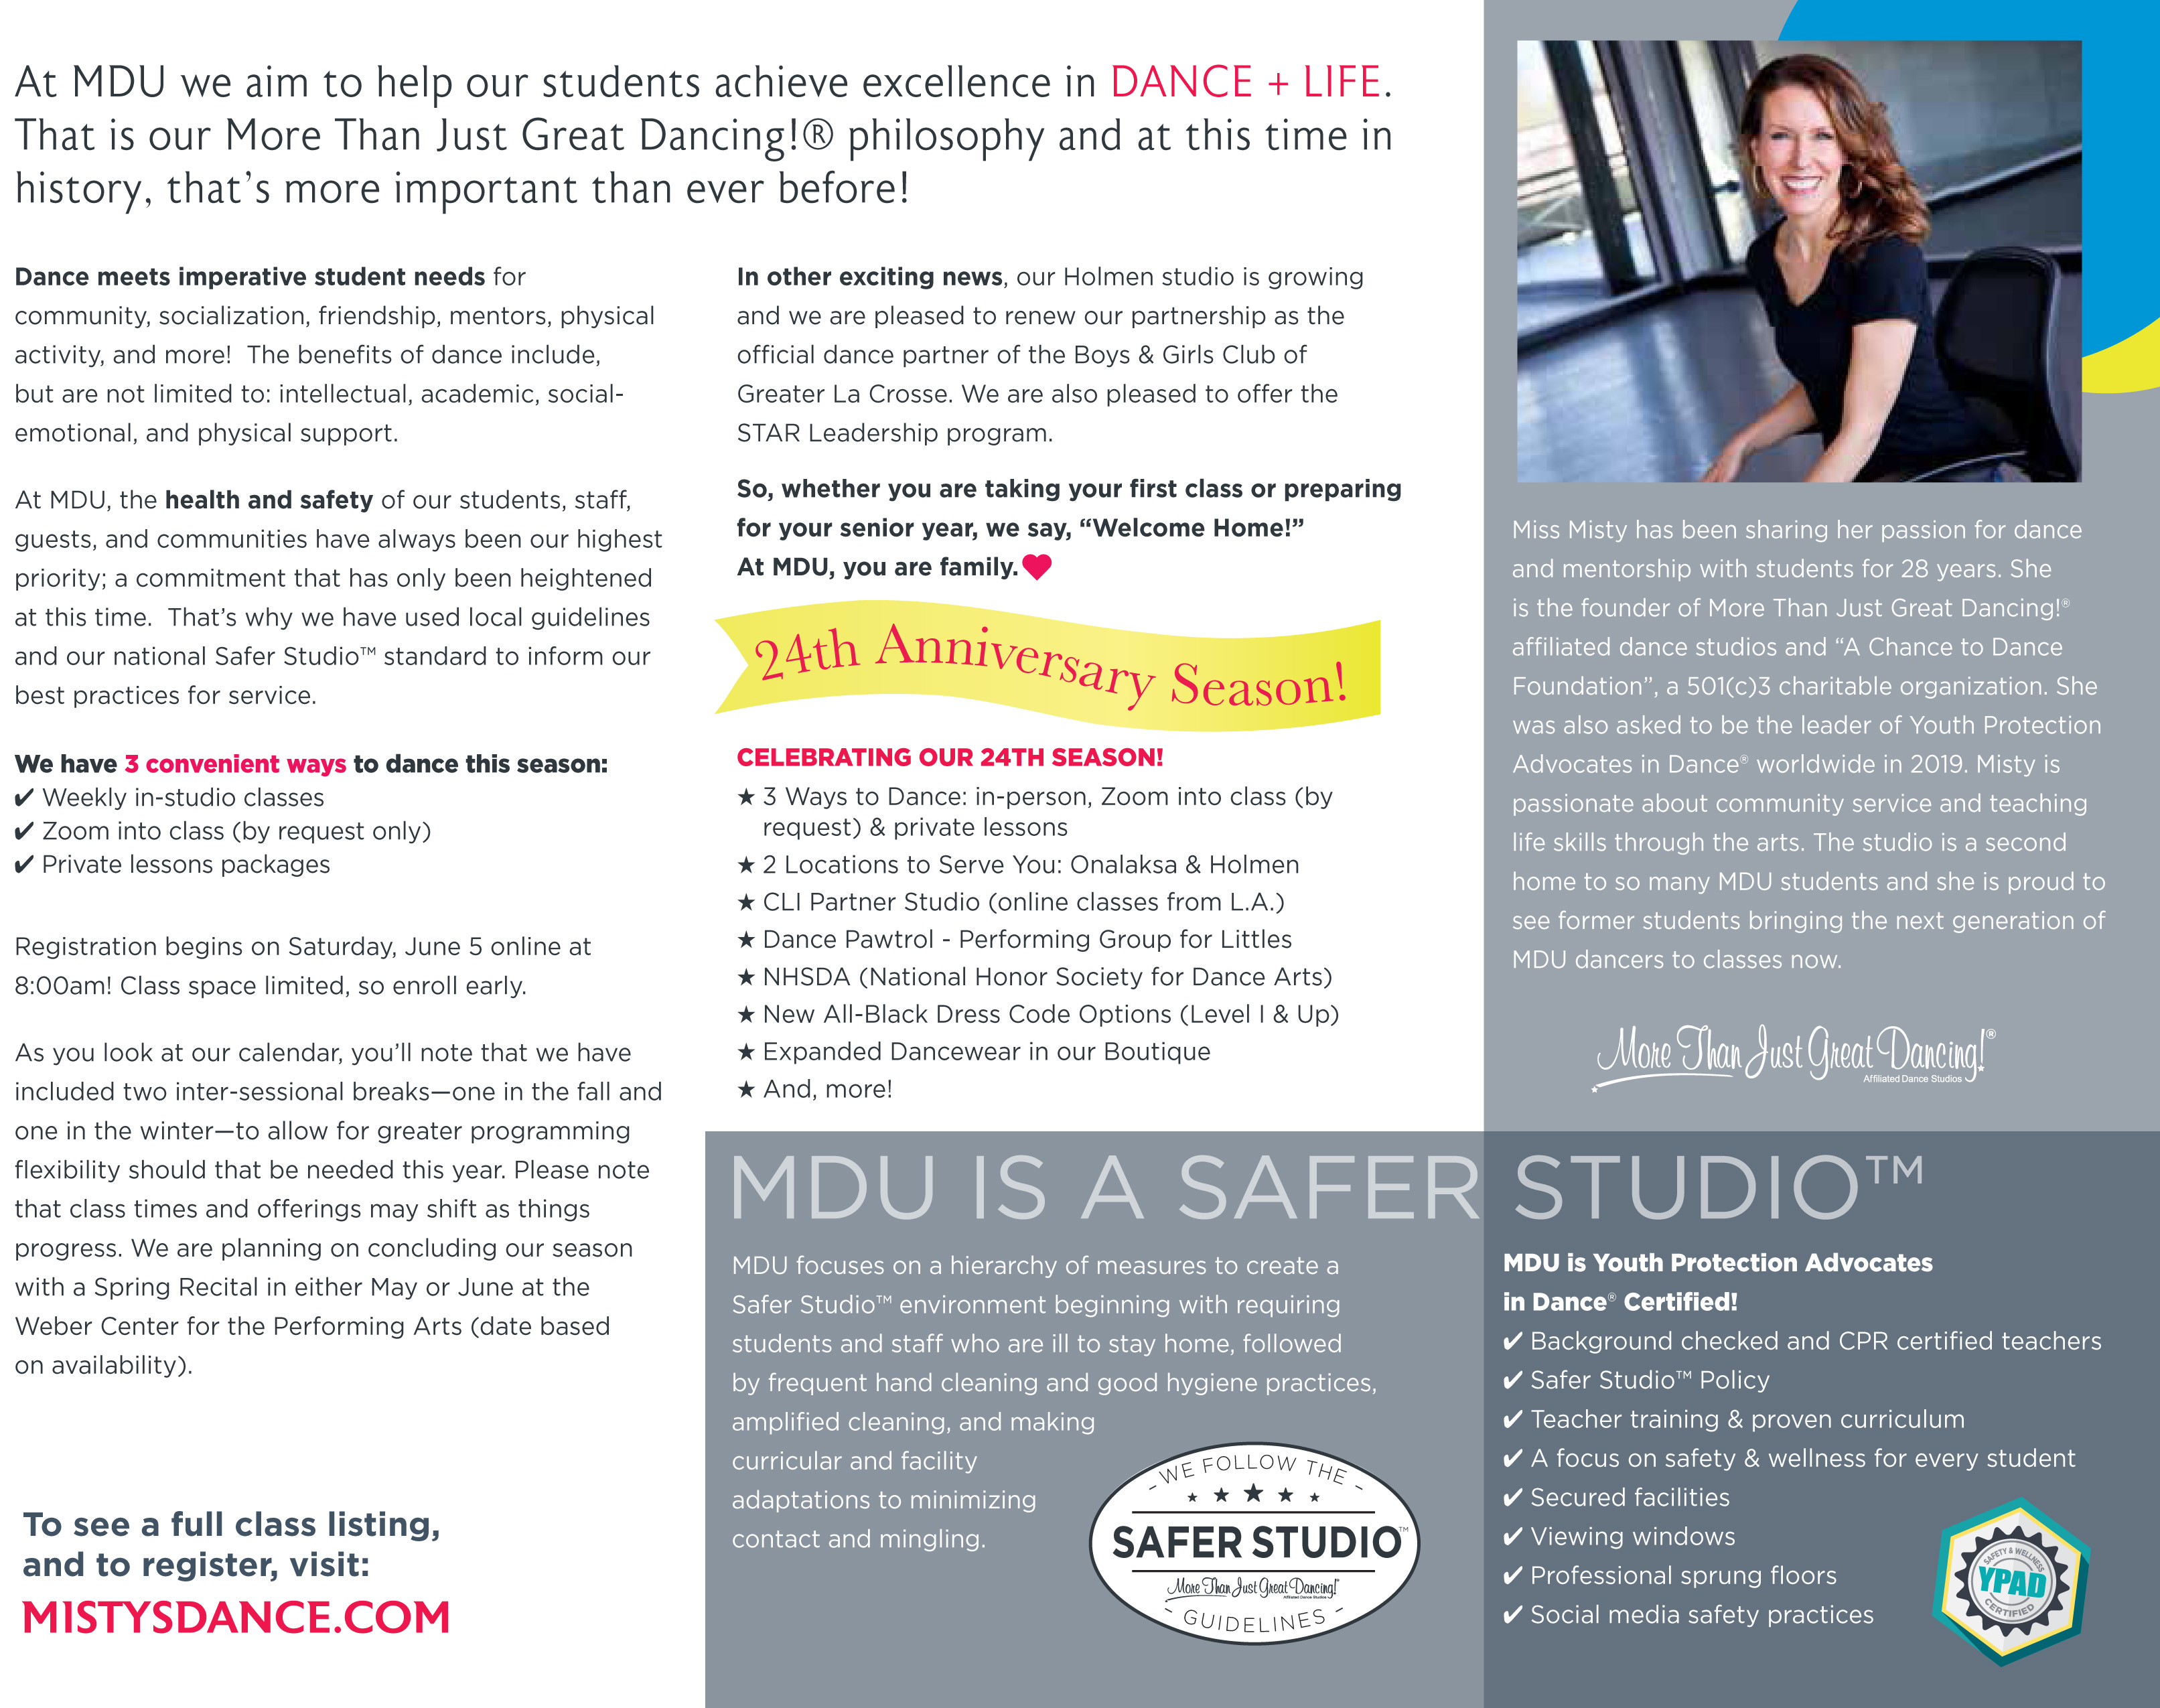 At MDU we aim to help our students achieve excellence in DANCE + LIFE.
That is our More Than Just Great Dancing!® philosophy and at this time in
history, that’s more important than ever before!
Dance meets imperative student needs for
community, socialization, friendship, mentors, physical
activity, and more!  The benefits of dance include,
but are not limited to: intellectual, academic, social-
emotional, and physical support.
At MDU, the health and safety of our students, staff,
guests, and communities have always been our highest
priority; a commitment that has only been heightened
at this time.  That’s why we have used local guidelines
and our national Safer Studio™ standard to inform our
best practices for service.
We have 3 convenient ways to dance this season:
✔ Weekly in-studio classes
✔ Zoom into class (by request only)
✔ Private lessons packages
Registration begins on Saturday, June 5 online at
8:00am! Class space limited, so enroll early.
As you look at our calendar, you’ll note that we have
included two inter-sessional breaks—one in the fall and
one in the winter—to allow for greater programming
flexibility should that be needed this year. Please note
that class times and offerings may shift as things
progress. We are planning on concluding our season
with a Spring Recital in either May or June at the
Weber Center for the Performing Arts (date based
on availability).
To see a full class listing,
and to register, visit:
MISTYSDANCE.COM
In other exciting news, our Holmen studio is growing
and we are pleased to renew our partnership as the
official dance partner of the Boys & Girls Club of
Greater La Crosse. We are also pleased to offer the
STAR Leadership program.
So, whether you are taking your first class or preparing
for your senior year, we say, “Welcome Home!”
At MDU, you are family.
24th Anniversary Season!
CELEBRATING OUR 24TH SEASON!
★ 3 Ways to Dance: in-person, Zoom into class (by
request) & private lessons
★ 2 Locations to Serve You: Onalaksa & Holmen
★ CLI Partner Studio (online classes from L.A.)
★ Dance Pawtrol - Performing Group for Littles
★ NHSDA (National Honor Society for Dance Arts)
★ New All-Black Dress Code Options (Level I & Up)
★ Expanded Dancewear in our Boutique
★ And, more!
Miss Misty has been sharing her passion for dance
and mentorship with students for 28 years. She
is the founder of More Than Just Great Dancing!®
affiliated dance studios and “A Chance to Dance
Foundation”, a 501(c)3 charitable organization. She
was also asked to be the leader of Youth Protection
Advocates in Dance® worldwide in 2019. Misty is
passionate about community service and teaching
life skills through the arts. The studio is a second
home to so many MDU students and she is proud to
see former students bringing the next generation of
MDU dancers to classes now.
More Than Just Great Dancing!®
Affiliated Dance Studios
MDU IS A SAFER STUDIO™
MDU focuses on a hierarchy of measures to create a
Safer Studio™ environment beginning with requiring
students and staff who are ill to stay home, followed
by frequent hand cleaning and good hygiene practices,
amplified cleaning, and making
curricular and facility
adaptations to minimizing
contact and mingling.
- WE FOLLOW THE -
SAFER STUDIO™
More Than Just Great Dancing!®
Affiliated Dance Studios
- GUIDELINES -
MDU is Youth Protection Advocates
in Dance® Certified!
✔ Background checked and CPR certified teachers
✔ Safer Studio™ Policy
✔ Teacher training & proven curriculum
✔ A focus on safety & wellness for every student
✔ Secured facilities
✔ Viewing windows
✔ Professional sprung floors
✔ Social media safety practices
SAFETY & WELLNESS
YPAD
CERTIFIED